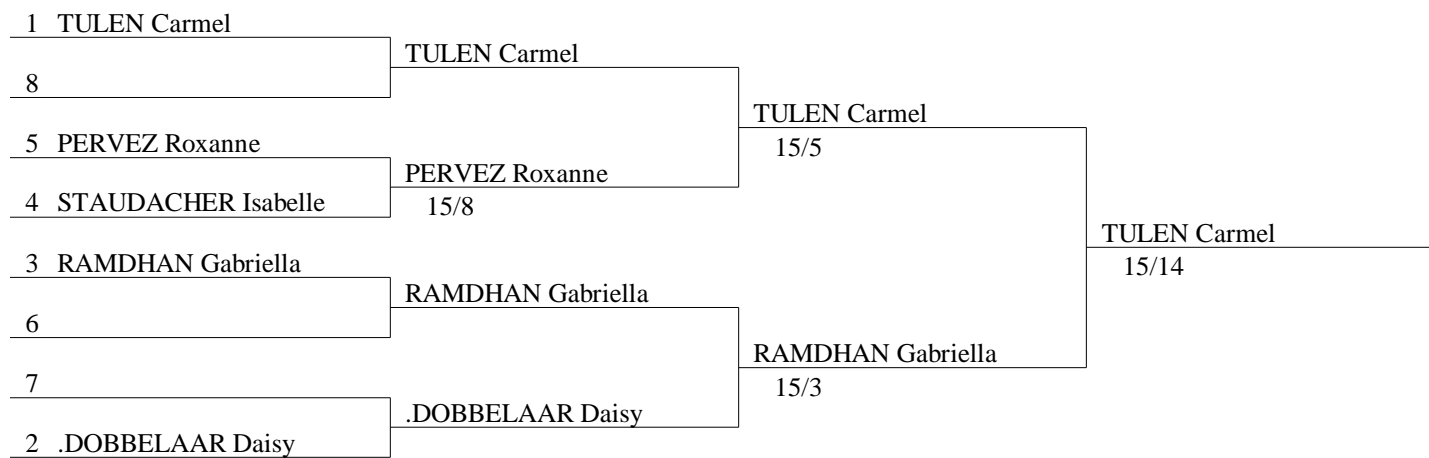 1 TULEN Carmel
TULEN Carmel
8
TULEN Carmel
15/5
5 PERVEZ Roxanne
PERVEZ Roxanne
15/8
4 STAUDACHER Isabelle
TULEN Carmel
15/14
3 RAMDHAN Gabriella
RAMDHAN Gabriella
6
RAMDHAN Gabriella
15/3
7
.DOBBELAAR Daisy
2 .DOBBELAAR Daisy